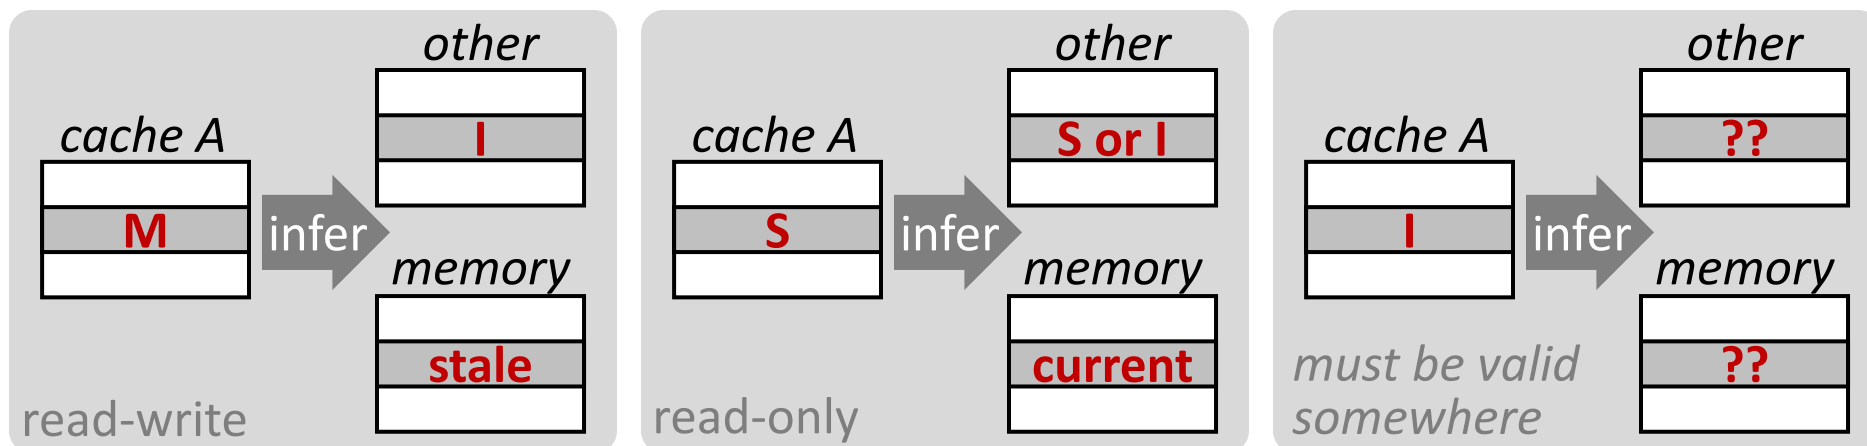 other
I
cache A
M
infer
memory
stale
read-write
other
S or I
cache A
S
infer
memory
current
read-only
other
??
cache A
I
infer
memory
??
must be valid
somewhere